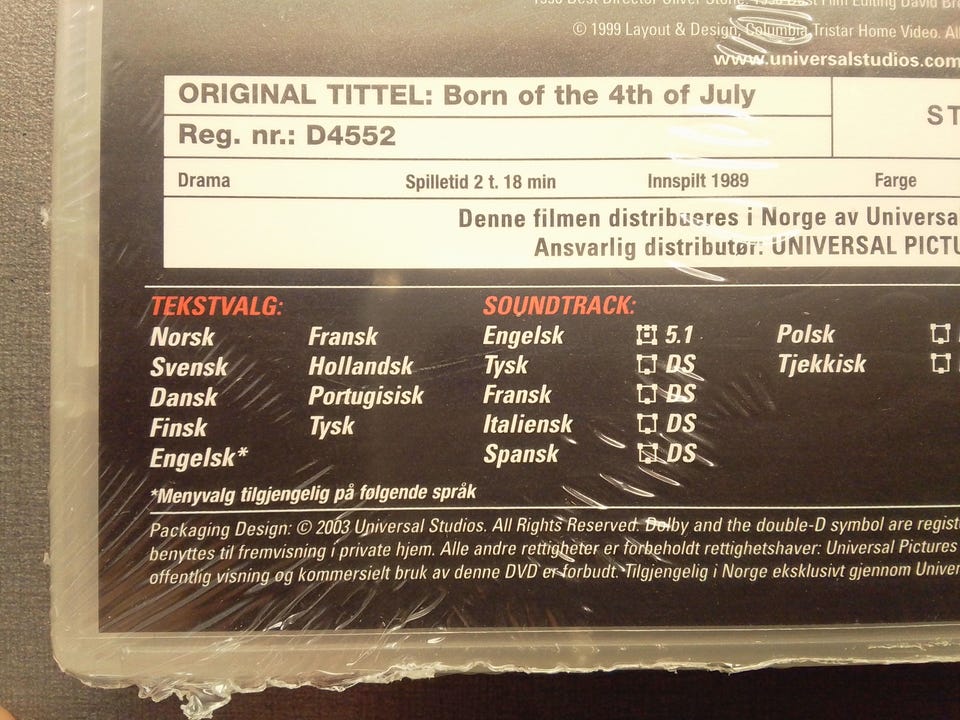 © 1999 Layout & Design, Columbia Tristar Home Video. All
www.universalstudios.com
ORIGINAL TITTEL: Born of the 4th of July
Reg. nr.: D4552
Drama Spilletid 2 t. 18 min Innspilt 1989 Farge
Denne filmen distribueres i Norge av Universa
Ansvarlig distributør: UNIVERSAL PICTU
TEKSTVALG: SOUNDTRACK:
Norsk Fransk Engelsk 5.1 Polsk
Svensk Hollandsk Tysk DS Tjekkisk
Dansk Portugisisk Fransk DS
Finsk Tysk Italiensk DS
Engelsk* Spansk DS
*Menyvalg tilgjengelig på følgende språk
Packaging Design: © 2003 Universal Studios. All Rights Reserved. Dolby and the double-D symbol are regist
benyttes til fremvisning i private hjem. Alle andre rettigheter er forbeholdt rettighetshaver: Universal Pictures
offentlig visning og kommersielt bruk av denne DVD er forbudt. Tilgjengelig i Norge eksklusivt gjennom Univer